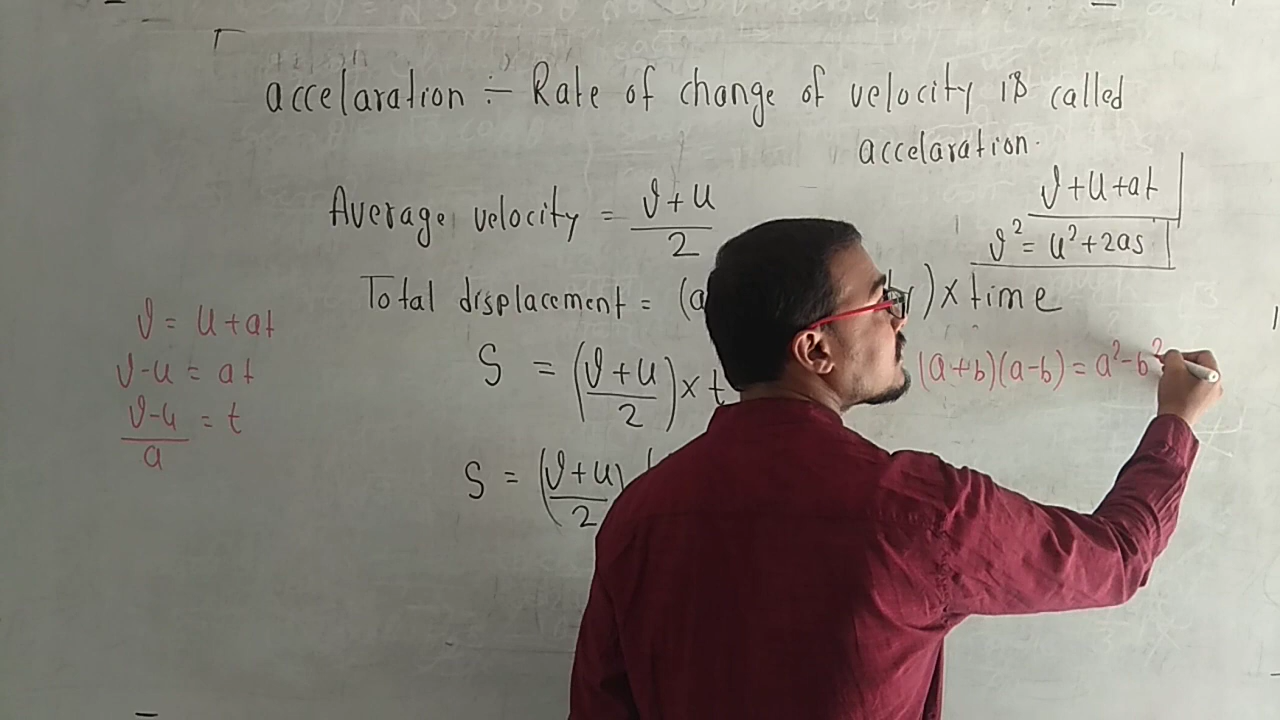 accelaration ÷ Rate of change of velocity is called
accelaration.
Average velocity = ϑ+u/2
ϑ+u+at
ϑ² = u²+2as
Total displacement = (a )× time
ϑ = u+at
ϑ-u = at
ϑ-u/a = t
S = (ϑ+u/2)× t
(a+b)(a-b) = a²-b²
S = (ϑ+u/2)